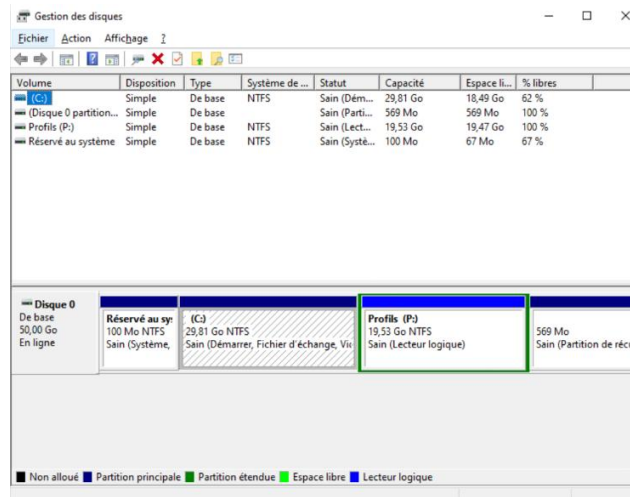 Gestion des disques
Fichier Action Affichage ?
Volume Disposition Type Système de ... Statut Capacité Espace li... % libres
(C:) Simple De base NTFS Sain (Dém... 29,81 Go 18,49 Go 62 %
(Disque 0 partition... Simple De base Sain (Parti... 569 Mo 569 Mo 100 %
Profils (P:) Simple De base NTFS Sain (Lect... 19,53 Go 19,47 Go 100 %
Réservé au système Simple De base NTFS Sain (Systè... 100 Mo 67 Mo 67 %
Disque 0
De base
50,00 Go
En ligne
Réservé au sy
100 Mo NTFS
Sain (Système,
(C:)
29,81 Go NTFS
Sain (Démarrer, Fichier d'échange, Vi
Profils (P:)
19,53 Go NTFS
Sain (Lecteur logique)
569 Mo
Sain (Partition de réc
Non alloué Partition principale Partition étendue Espace libre Lecteur logique